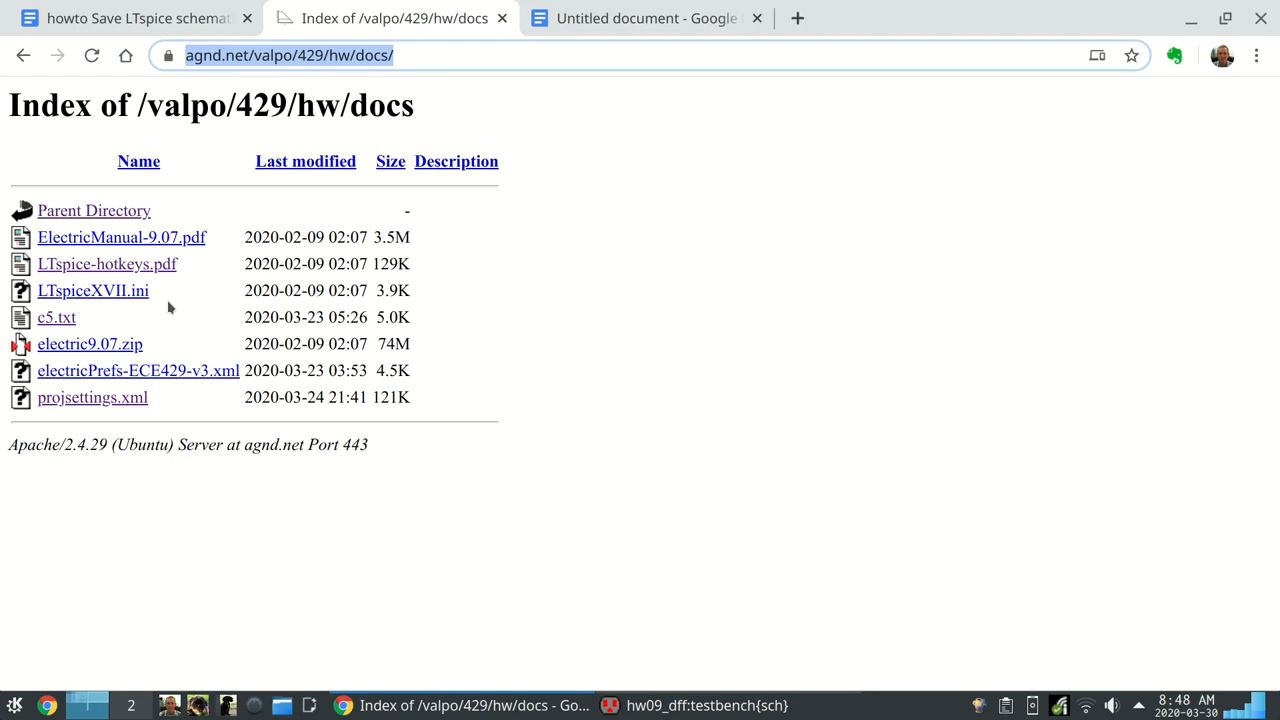 howto Save LTspice schemat
Index of /valpo/429/hw/docs
Untitled document - Google
agnd.net/valpo/429/hw/docs/
Index of /valpo/429/hw/docs
Name Last modified Size Description
Parent Directory -
ElectricManual-9.07.pdf 2020-02-09 02:07 3.5M
LTspice-hotkeys.pdf 2020-02-09 02:07 129K
LTspiceXVII.ini 2020-02-09 02:07 3.9K
c5.txt 2020-03-23 05:26 5.0K
electric9.07.zip 2020-02-09 02:07 74M
electricPrefs-ECE429-v3.xml 2020-03-23 03:53 4.5K
projsettings.xml 2020-03-24 21:41 121K
Apache/2.4.29 (Ubuntu) Server at agnd.net Port 443
2
Index of /valpo/429/hw/docs - Go...
hw09_dff:testbench{sch}
8:48 AM
2020-03-30